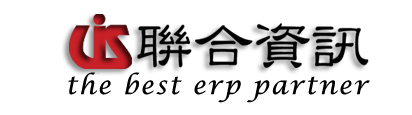 UIS聯合資訊
the best erp partner